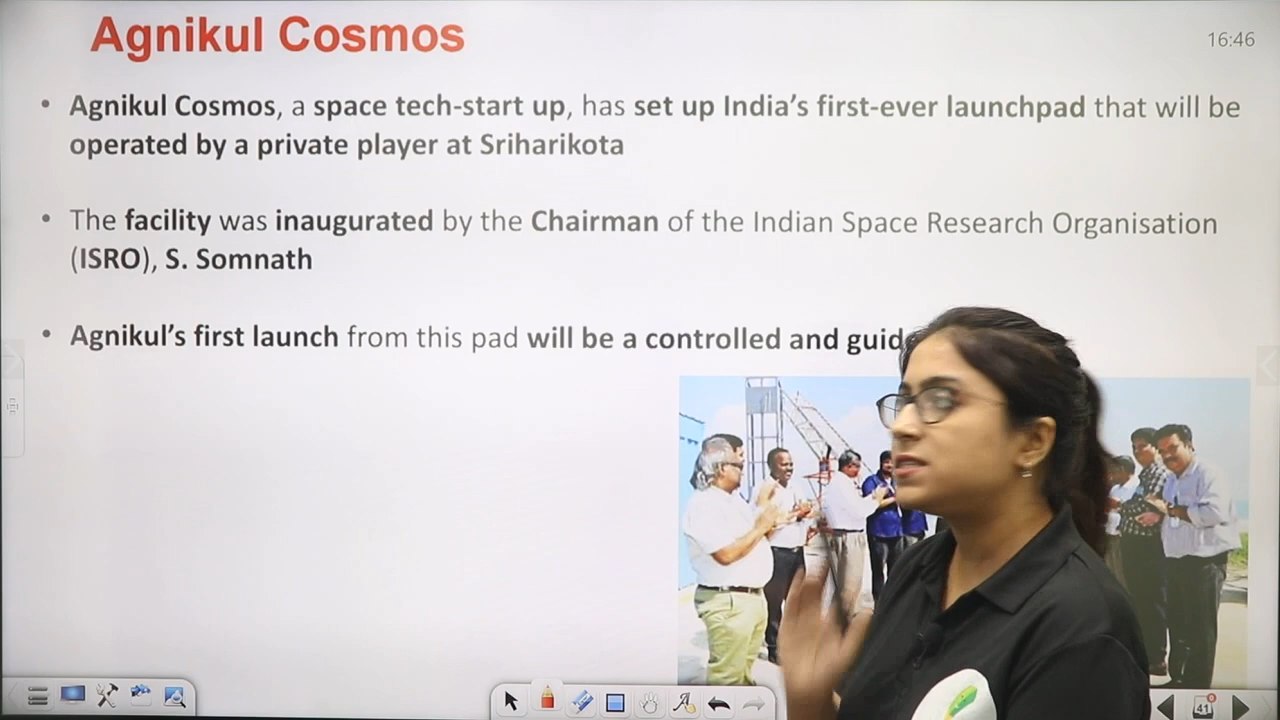 Agnikul Cosmos
16:46
• Agnikul Cosmos, a space tech-start up, has set up India's first-ever launchpad that will be
operated by a private player at Sriharikota
• The facility was inaugurated by the Chairman of the Indian Space Research Organisation
(ISRO), S. Somnath
• Agnikul's first launch from this pad will be a controlled and
41